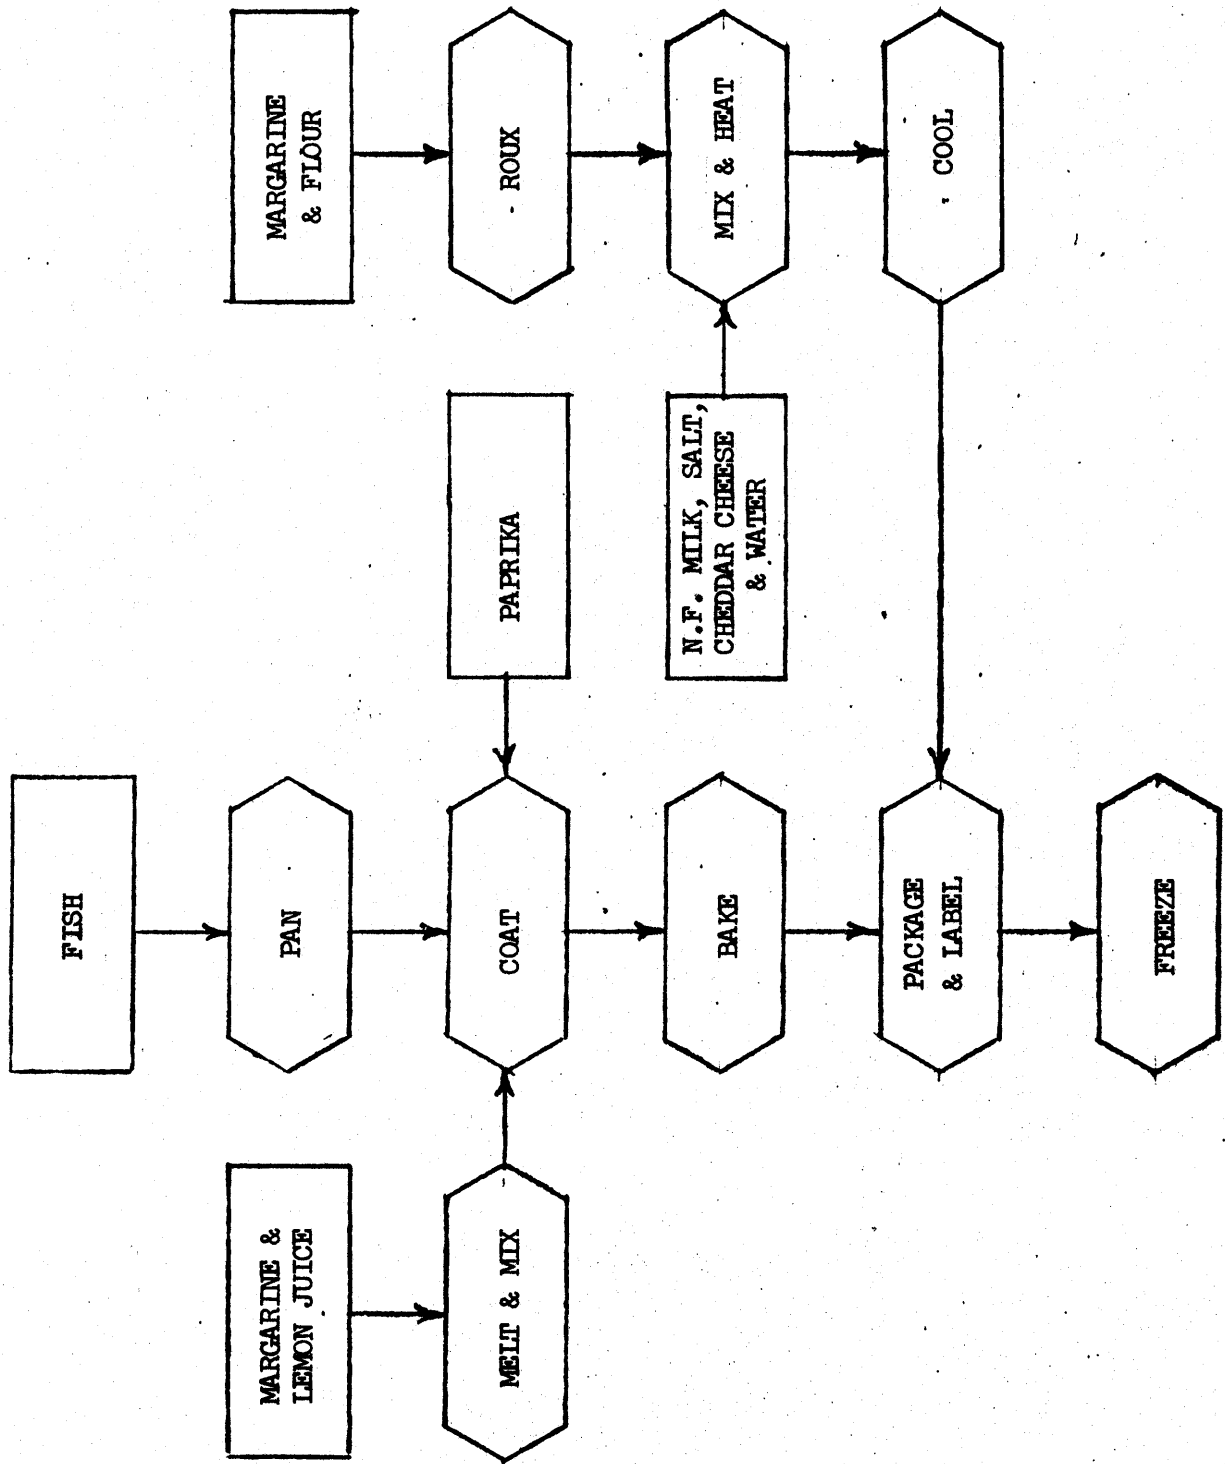 FISH
MARGARINE &
LEMON JUICE
PAN
MARGARINE
& FLOUR
MELT & MIX
COAT
PAPRIKA
ROUX
BAKE
N.F. MILK, SALT,
CHEDDAR CHEESE
& WATER
MIX & HEAT
PACKAGE
& LABEL
COOL
FREEZE